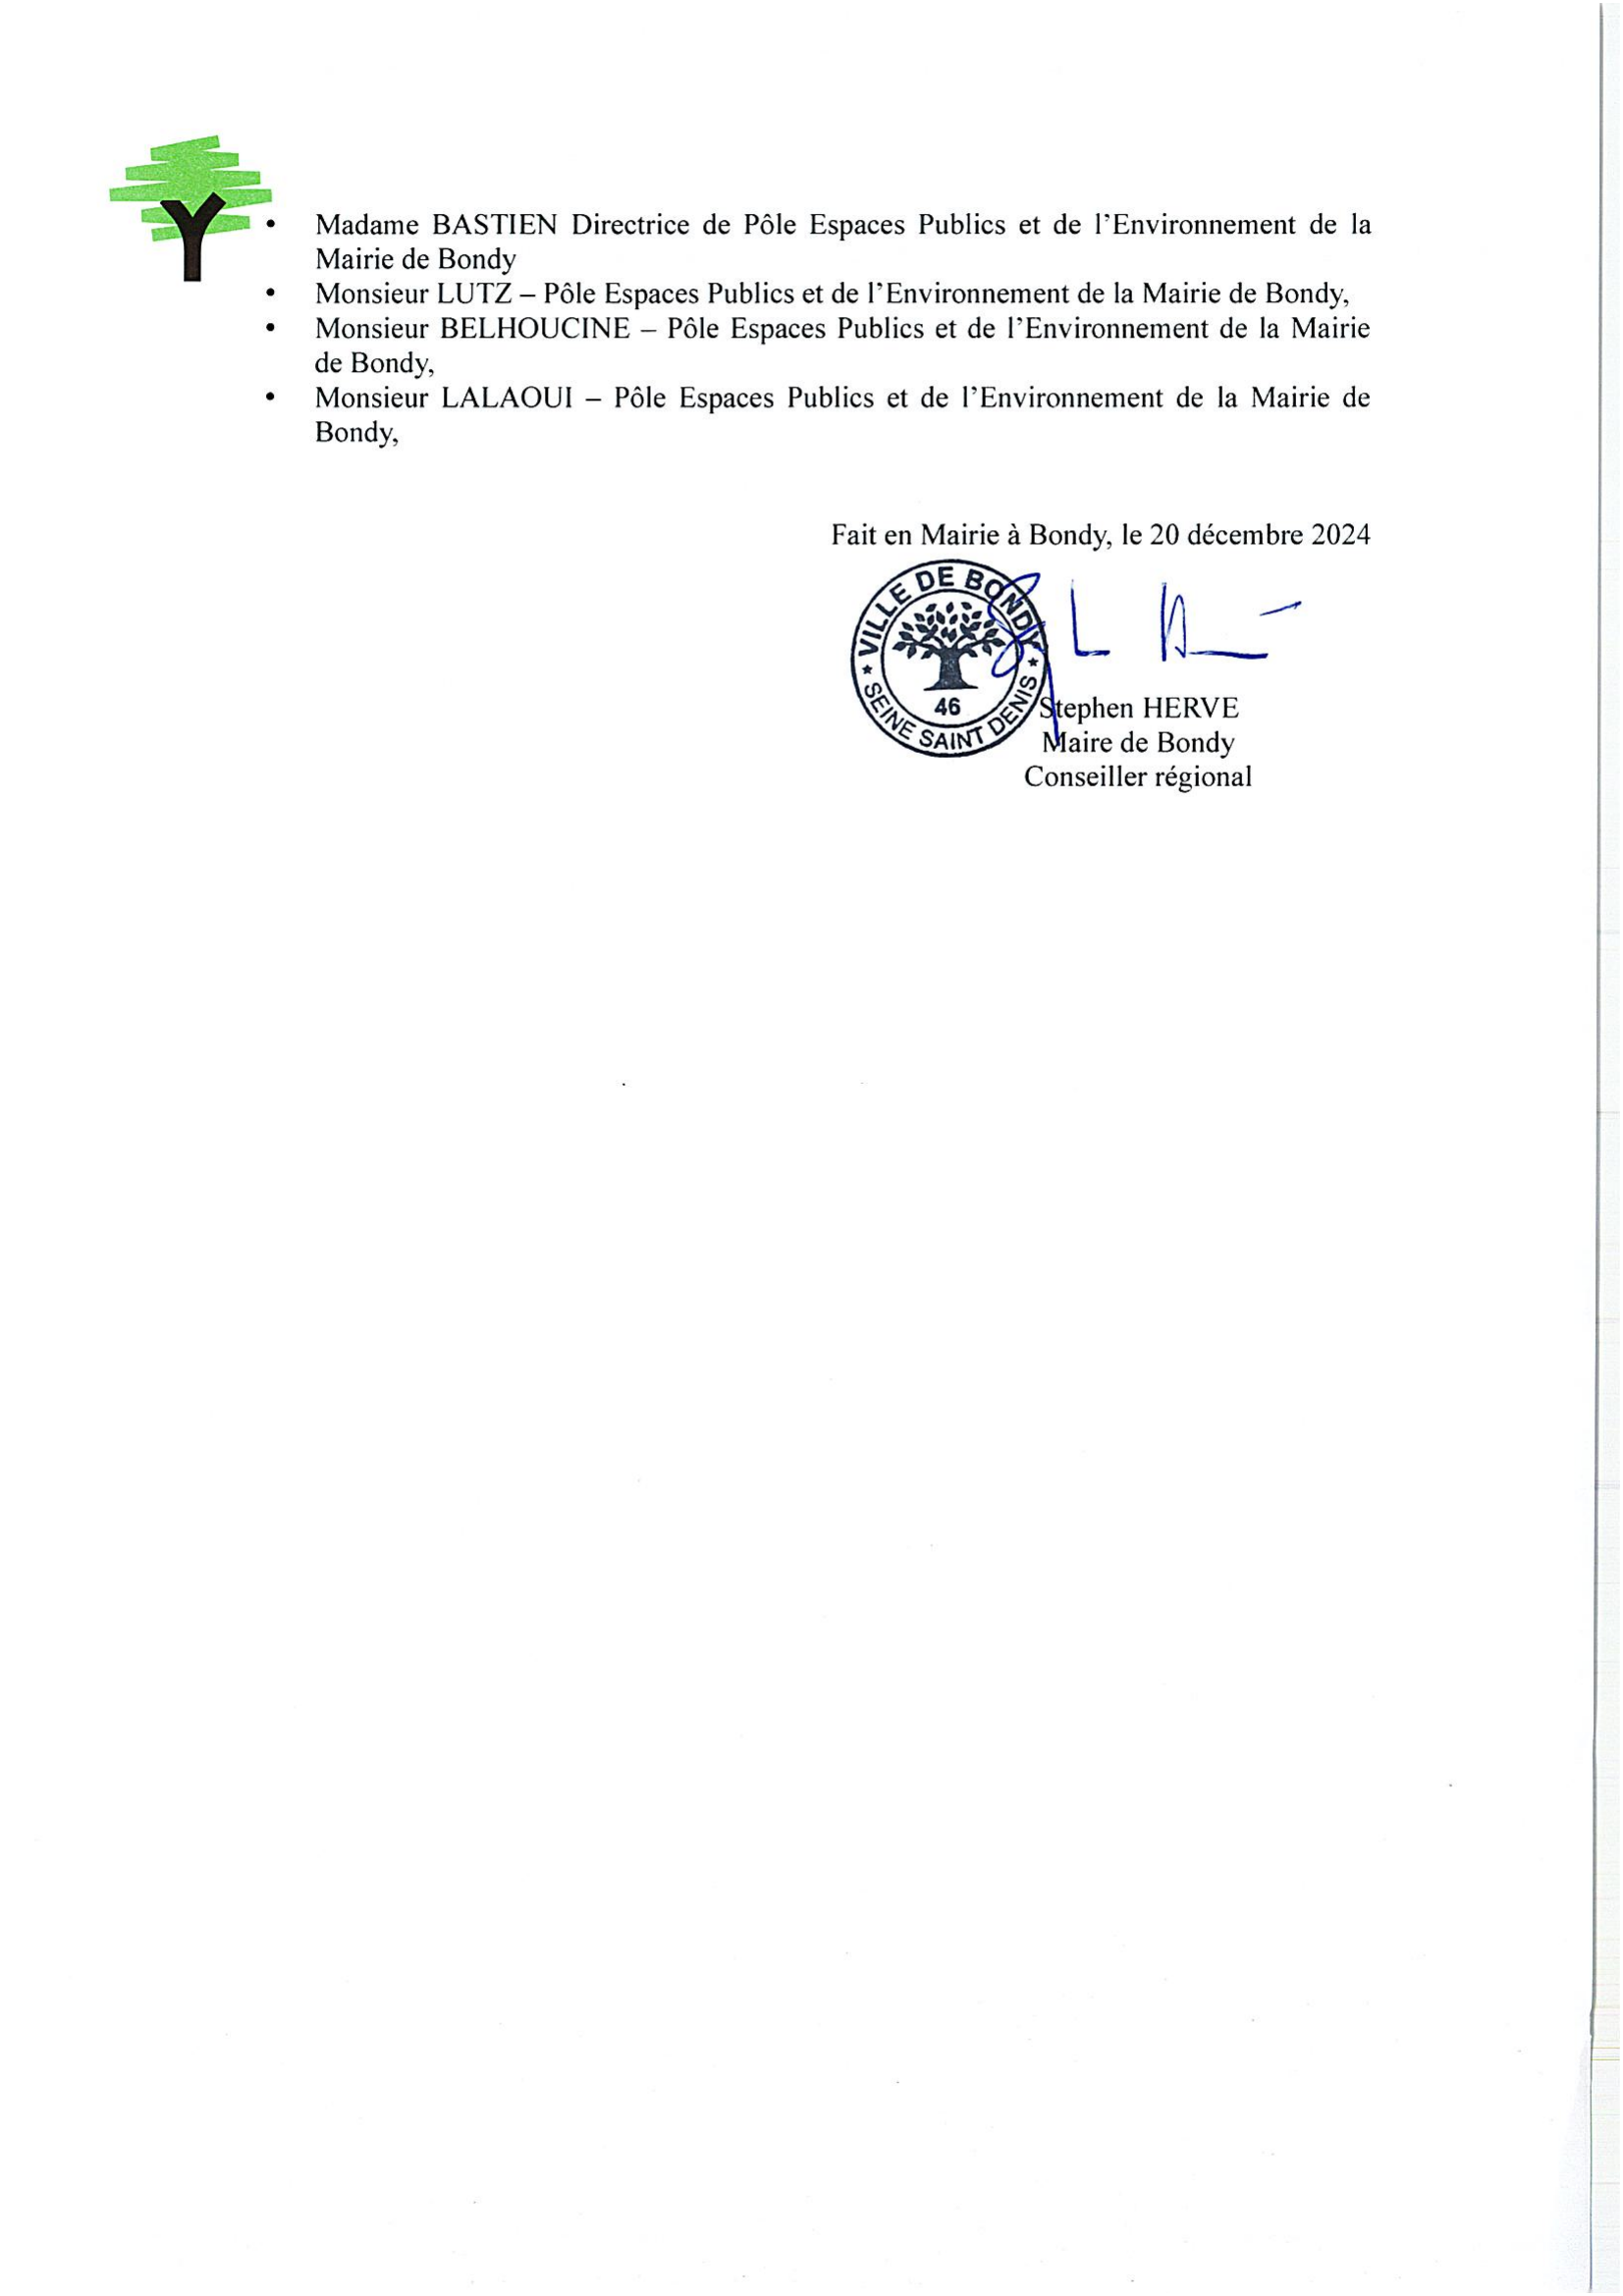 • Madame BASTIEN Directrice de Pôle Espaces Publics et de l’Environnement de la
Mairie de Bondy
• Monsieur LUTZ – Pôle Espaces Publics et de l’Environnement de la Mairie de Bondy,
• Monsieur BELHOUCINE – Pôle Espaces Publics et de l’Environnement de la Mairie
de Bondy,
• Monsieur LALAOUI – Pôle Espaces Publics et de l’Environnement de la Mairie de
Bondy,
Fait en Mairie à Bondy, le 20 décembre 2024
VILLE DE BONDY
46
* SEINE SAINT DENIS *
Stephen HERVE
Maire de Bondy
Conseiller régional